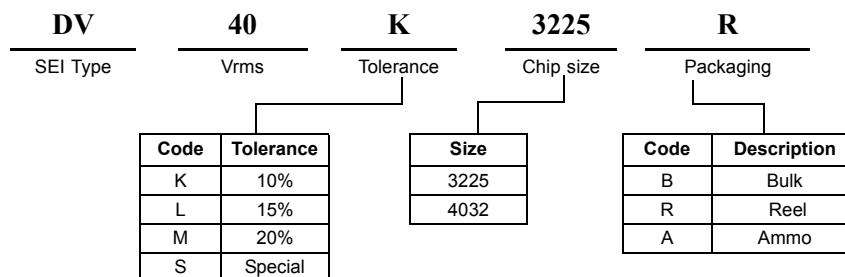 DV 40 K 3225 R
SEI Type Vrms Tolerance Chip size Packaging
Code Tolerance
K 10%
L 15%
M 20%
S Special
Size
3225
4032
Code Description
B Bulk
R Reel
A Ammo